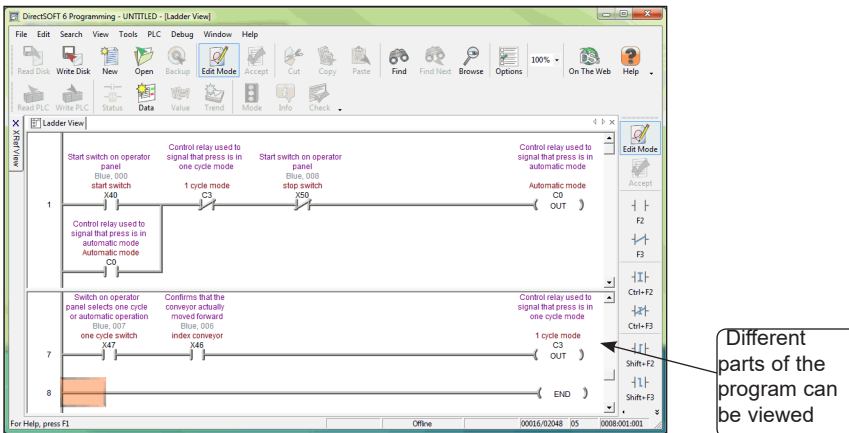 DirectSOFT 6 Programming - UNTITLED - [Ladder View]
File Edit Search View Tools PLC Debug Window Help
Read Disk Write Disk New Open Backup Edit Mode Accept Cut Copy Paste Find Find Next Browse Options 100% On The Web Help
Read PLC Write PLC Status Data Value Trend Mode Info Check
X XRef View
Ladder View
Start switch on operator panel
Blue, 000
start switch
X40
Control relay used to signal that press is in one cycle mode
1 cycle mode
C3
Start switch on operator panel
Blue, 008
stop switch
X50
Control relay used to signal that press is in automatic mode
Automatic mode
C0
1
OUT
Control relay used to signal that press is in automatic mode
Automatic mode
C0
Switch on operator panel selects one cycle or automatic operation
Blue, 007
one cycle switch
X47
Confirms that the conveyor actually moved forward
Blue, 006
index conveyor
X46
Control relay used to signal that press is in one cycle mode
1 cycle mode
C3
7
OUT
8
END
Edit Mode
Accept
F2
F3
Ctrl+F2
Ctrl+F3
Shift+F2
Shift+F3
For Help, press F1
Offline
00016/02048 05 0008:001:001
Different
parts of the
program can
be viewed